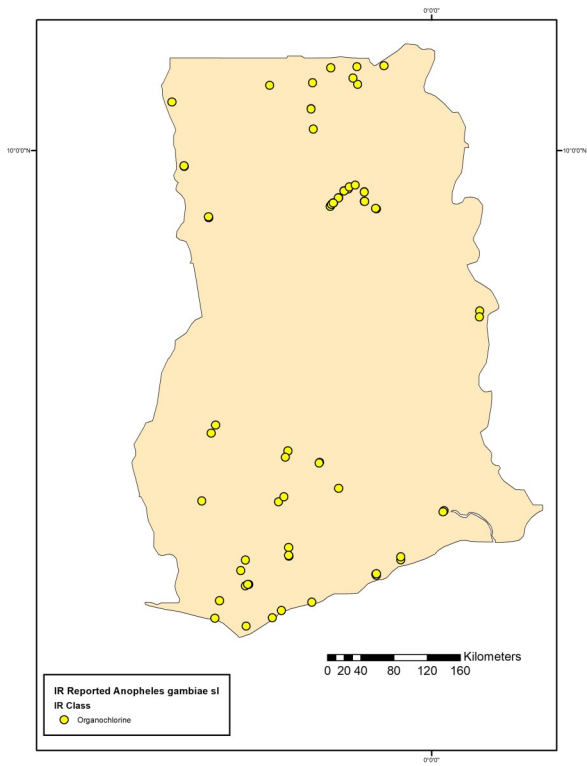 0°0'0"
10°0'0"N
10°0'0"N
Kilometers
0 20 40 80 120 160
IR Reported Anopheles gambiae sl
IR Class
Organochlorine
0°0'0"